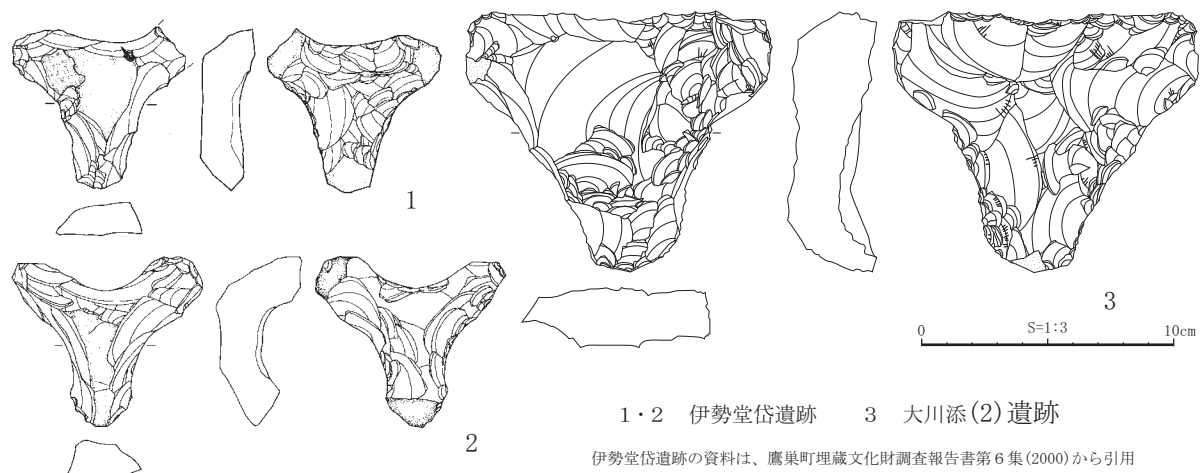 1
2
3
0 S=1:3 10cm
1・2 伊勢堂岱遺跡 3 大川添(2)遺跡
伊勢堂岱遺跡の資料は、鷹巣町埋蔵文化財調査報告書第６集(2000)から引用